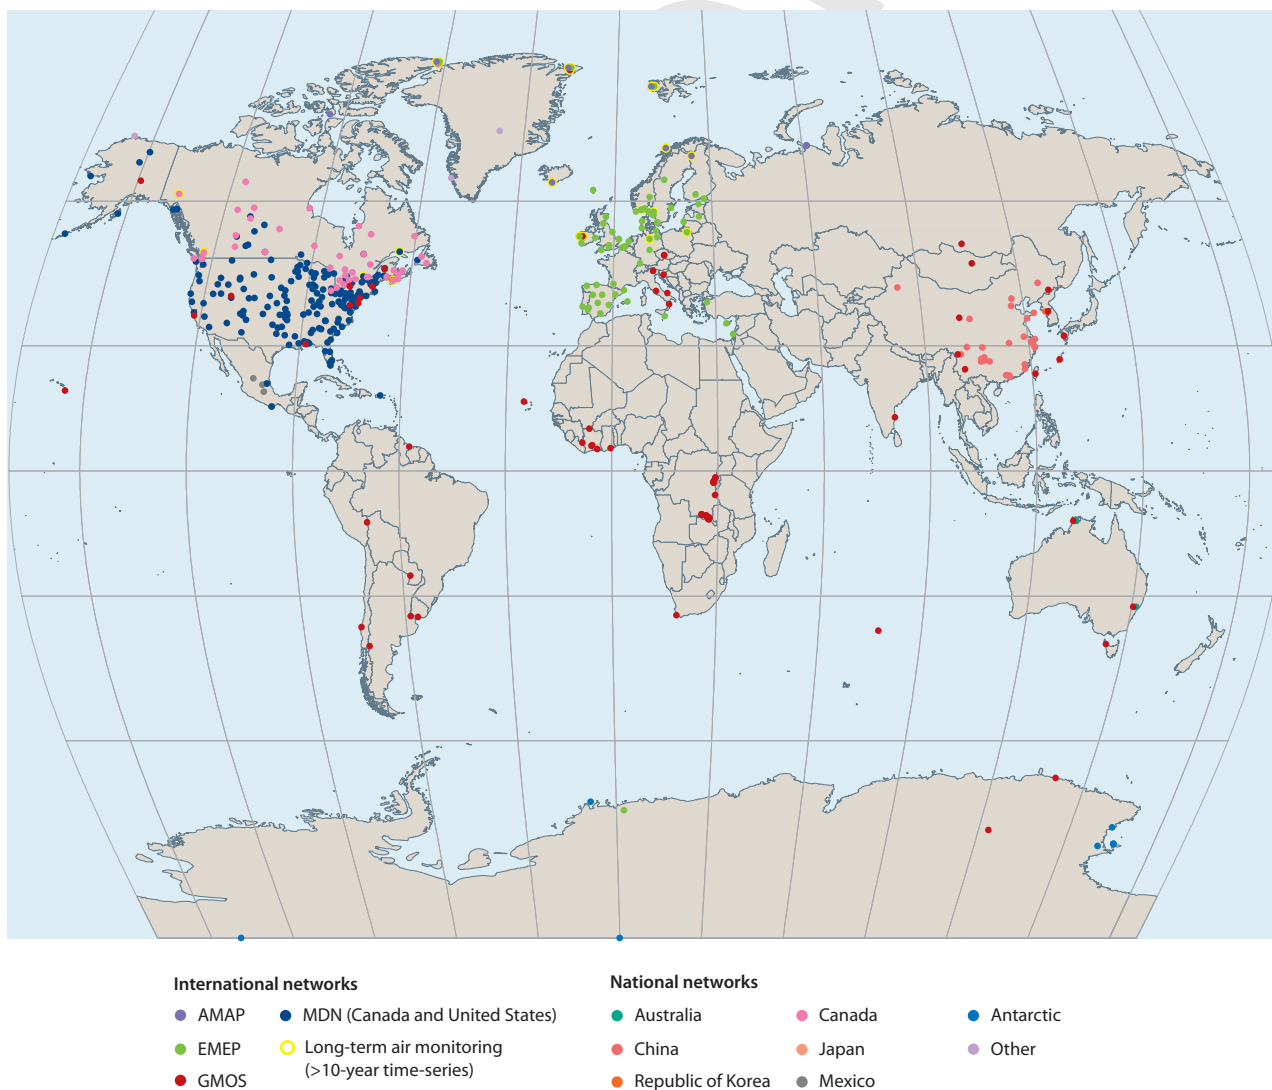 International networks
AMAP
MDN (Canada and United States)
EMEP
Long-term air monitoring
(>10-year time-series)
GMOS
National networks
Australia
Canada
Antarctic
China
Japan
Other
Republic of Korea
Mexico